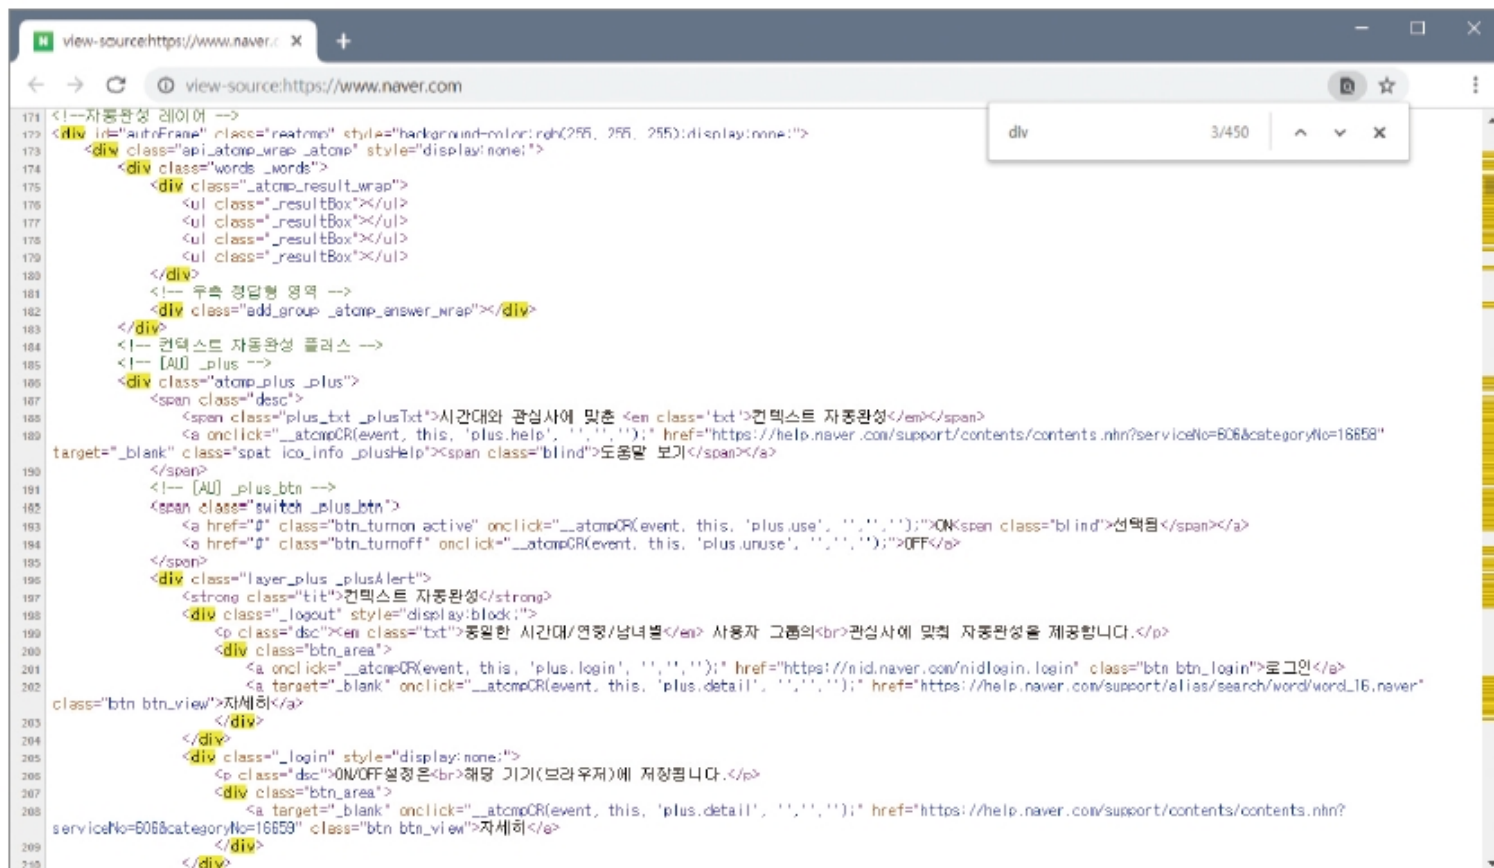 view-source:https://www.naver.c
view-source:https://www.naver.com
div 3/450
171 <!--자동완성 레이어 -->
172 <div id="autoFrame" class="reatcmp" style="background-color:rgb(255, 255, 255);display:none;">
173 <div class="api_atcmp_wrap _atcmp" style="display:none;">
174 <div class="words _words">
175 <div class="_atcmp_result_wrap">
176 <ul class="_resultBox"></ul>
177 <ul class="_resultBox"></ul>
178 <ul class="_resultBox"></ul>
179 <ul class="_resultBox"></ul>
180 </div>
181 <!-- 우측 정답형 영역 -->
182 <div class="add_group _atcmp_answer_wrap"></div>
183 </div>
184 <!-- 컨텍스트 자동완성 플러스 -->
185 <!-- [AU] _plus -->
186 <div class="atcmp_plus _plus">
187 <span class="desc">
188 <span class="plus_txt _plusTxt">시간대와 관심사에 맞춘 <em class="txt">컨텍스트 자동완성</em></span>
189 <a onclick="__atcmpCR(event, this, 'plus.help', '','','');" href="https://help.naver.com/support/contents/contents.nhn?serviceNo=606&categoryNo=16658"
target="_blank" class="spat ico_info _plusHelp"><span class="blind">도움말 보기</span></a>
190 </span>
191 <!-- [AU] _plus_btn -->
192 <span class="switch _plus_btn">
193 <a href="#" class="btn_turnon active" onclick="__atcmpCR(event, this, 'plus.use', '','','');">ON<span class="blind">선택됨</span></a>
194 <a href="#" class="btn_turnoff" onclick="__atcmpCR(event, this, 'plus.unuse', '','','');">OFF</a>
195 </span>
196 <div class="layer_plus _plusAlert">
197 <strong class="tit">컨텍스트 자동완성</strong>
198 <div class="_logout" style="display:block;">
199 <p class="dsc"><em class="txt">동일한 시간대/연령/남녀별</em> 사용자 그룹의<br>관심사에 맞춰 자동완성을 제공합니다.</p>
200 <div class="btn_area">
201 <a onclick="__atcmpCR(event, this, 'plus.login', '','','');" href="https://nid.naver.com/nidlogin.login" class="btn btn_login">로그인</a>
202 <a target="_blank" onclick="__atcmpCR(event, this, 'plus.detail', '','','');" href="https://help.naver.com/support/alias/search/word/word_16.naver"
class="btn btn_view">자세히</a>
203 </div>
204 </div>
205 <div class="_login" style="display:none;">
206 <p class="dsc">ON/OFF설정은<br>해당 기기(브라우저)에 저장됩니다.</p>
207 <div class="btn_area">
208 <a target="_blank" onclick="__atcmpCR(event, this, 'plus.detail', '','','');" href="https://help.naver.com/support/contents/contents.nhn?
serviceNo=606&categoryNo=16659" class="btn btn_view">자세히</a>
209 </div>
210 </div>